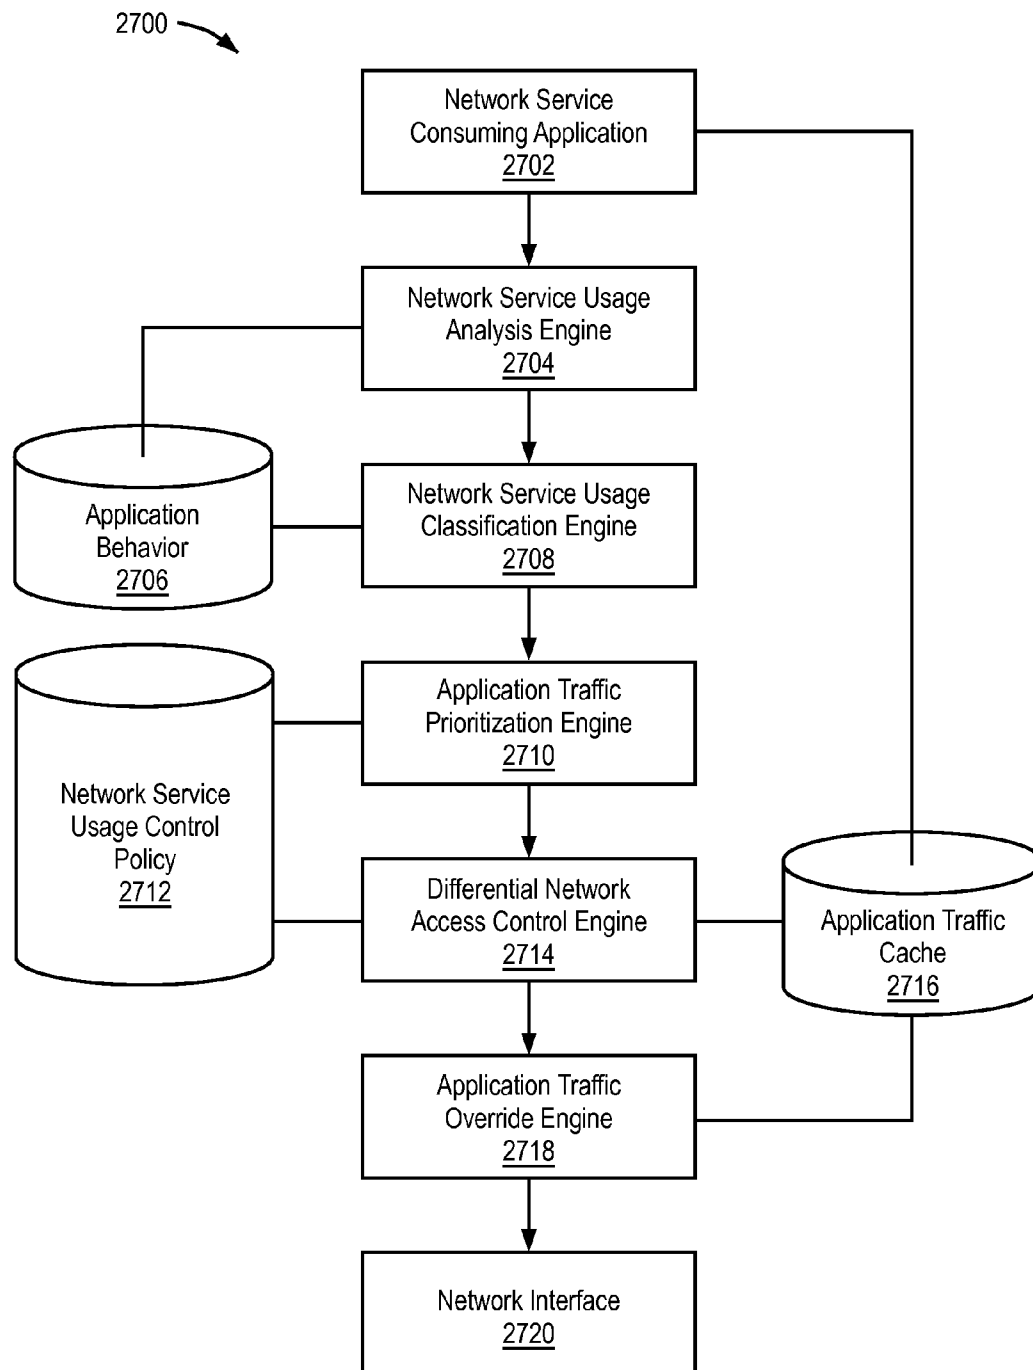 2700
Network Service
Consuming Application
2702
Network Service Usage
Analysis Engine
2704
Application
Behavior
2706
Network Service Usage
Classification Engine
2708
Application Traffic
Prioritization Engine
2710
Network Service
Usage Control
Policy
2712
Differential Network
Access Control Engine
2714
Application Traffic
Cache
2716
Application Traffic
Override Engine
2718
Network Interface
2720